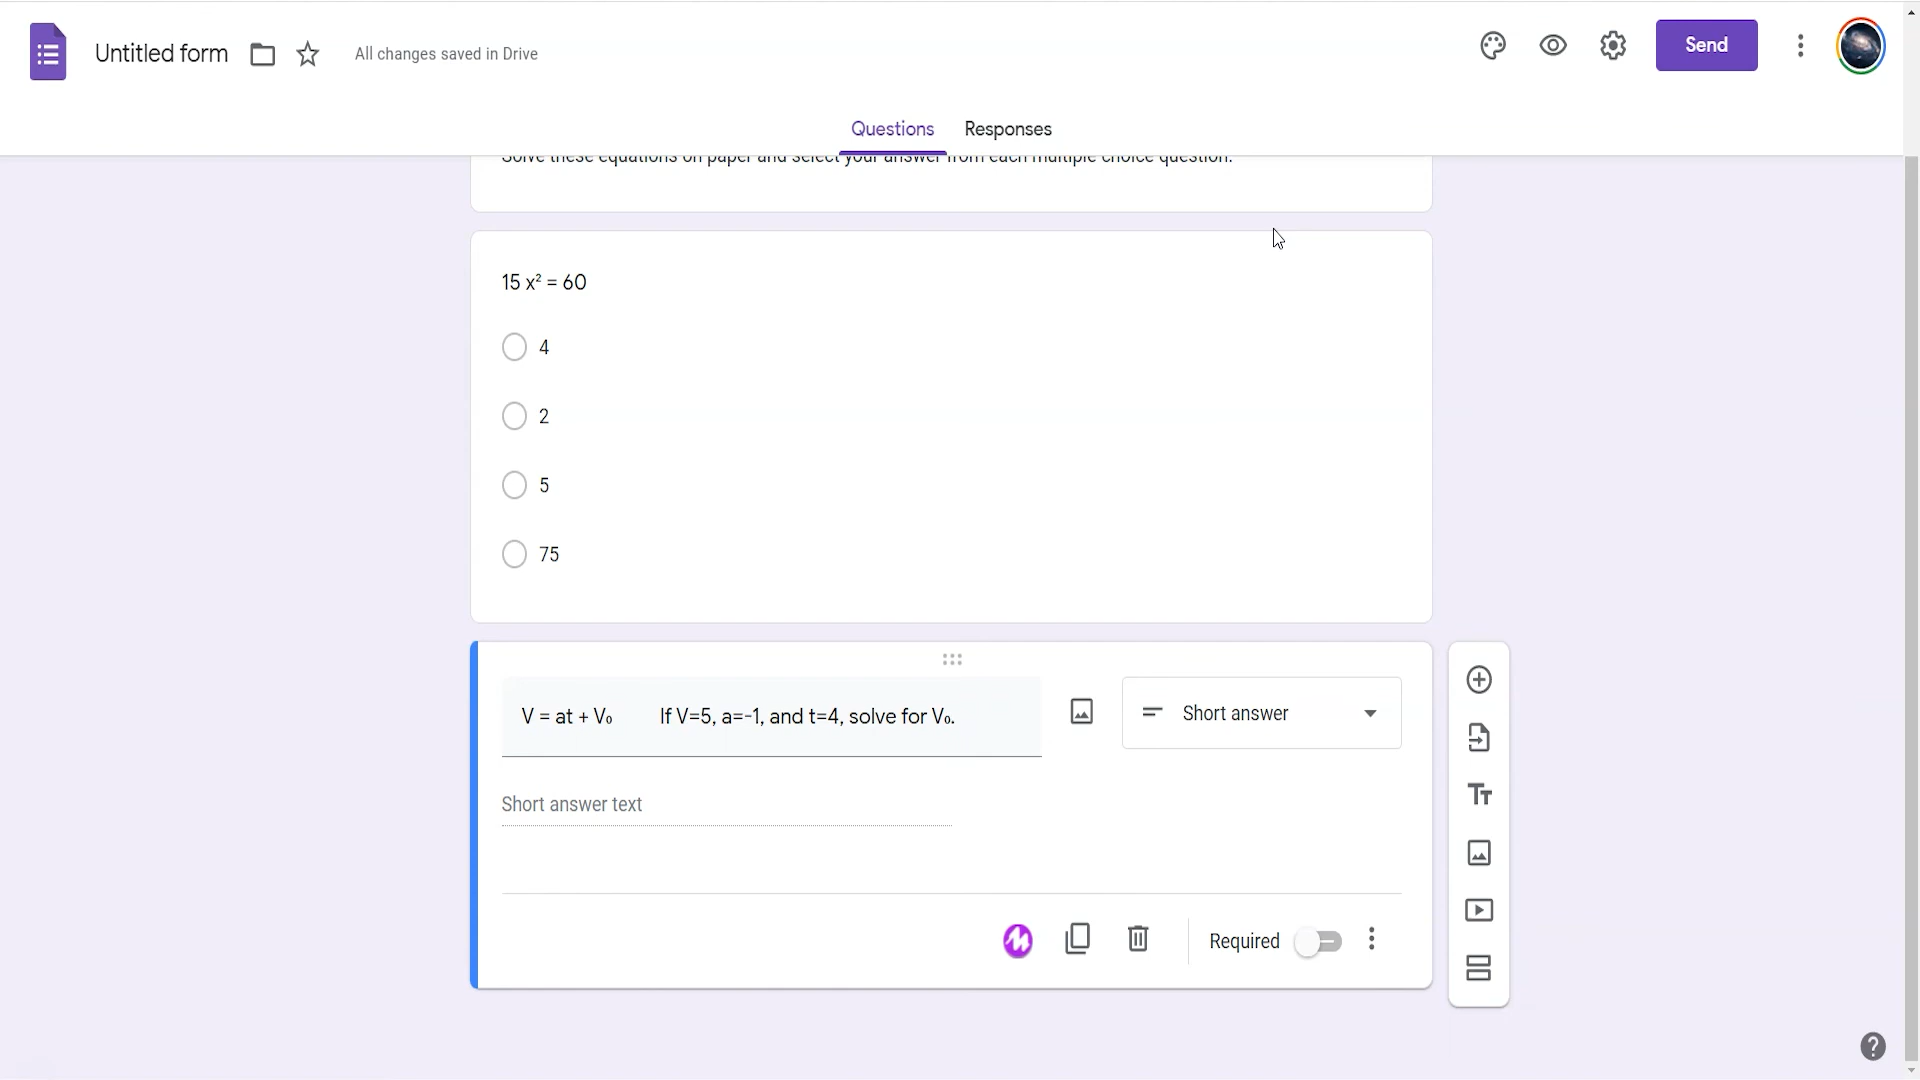 Untitled form
All changes saved in Drive
Send
Questions
Responses
Solve these equations on paper and select your answer from each multiple choice question.
15 x² = 60
4
2
5
75
V = at + V₀ If V=5, a=-1, and t=4, solve for V₀.
Short answer
Short answer text
Required